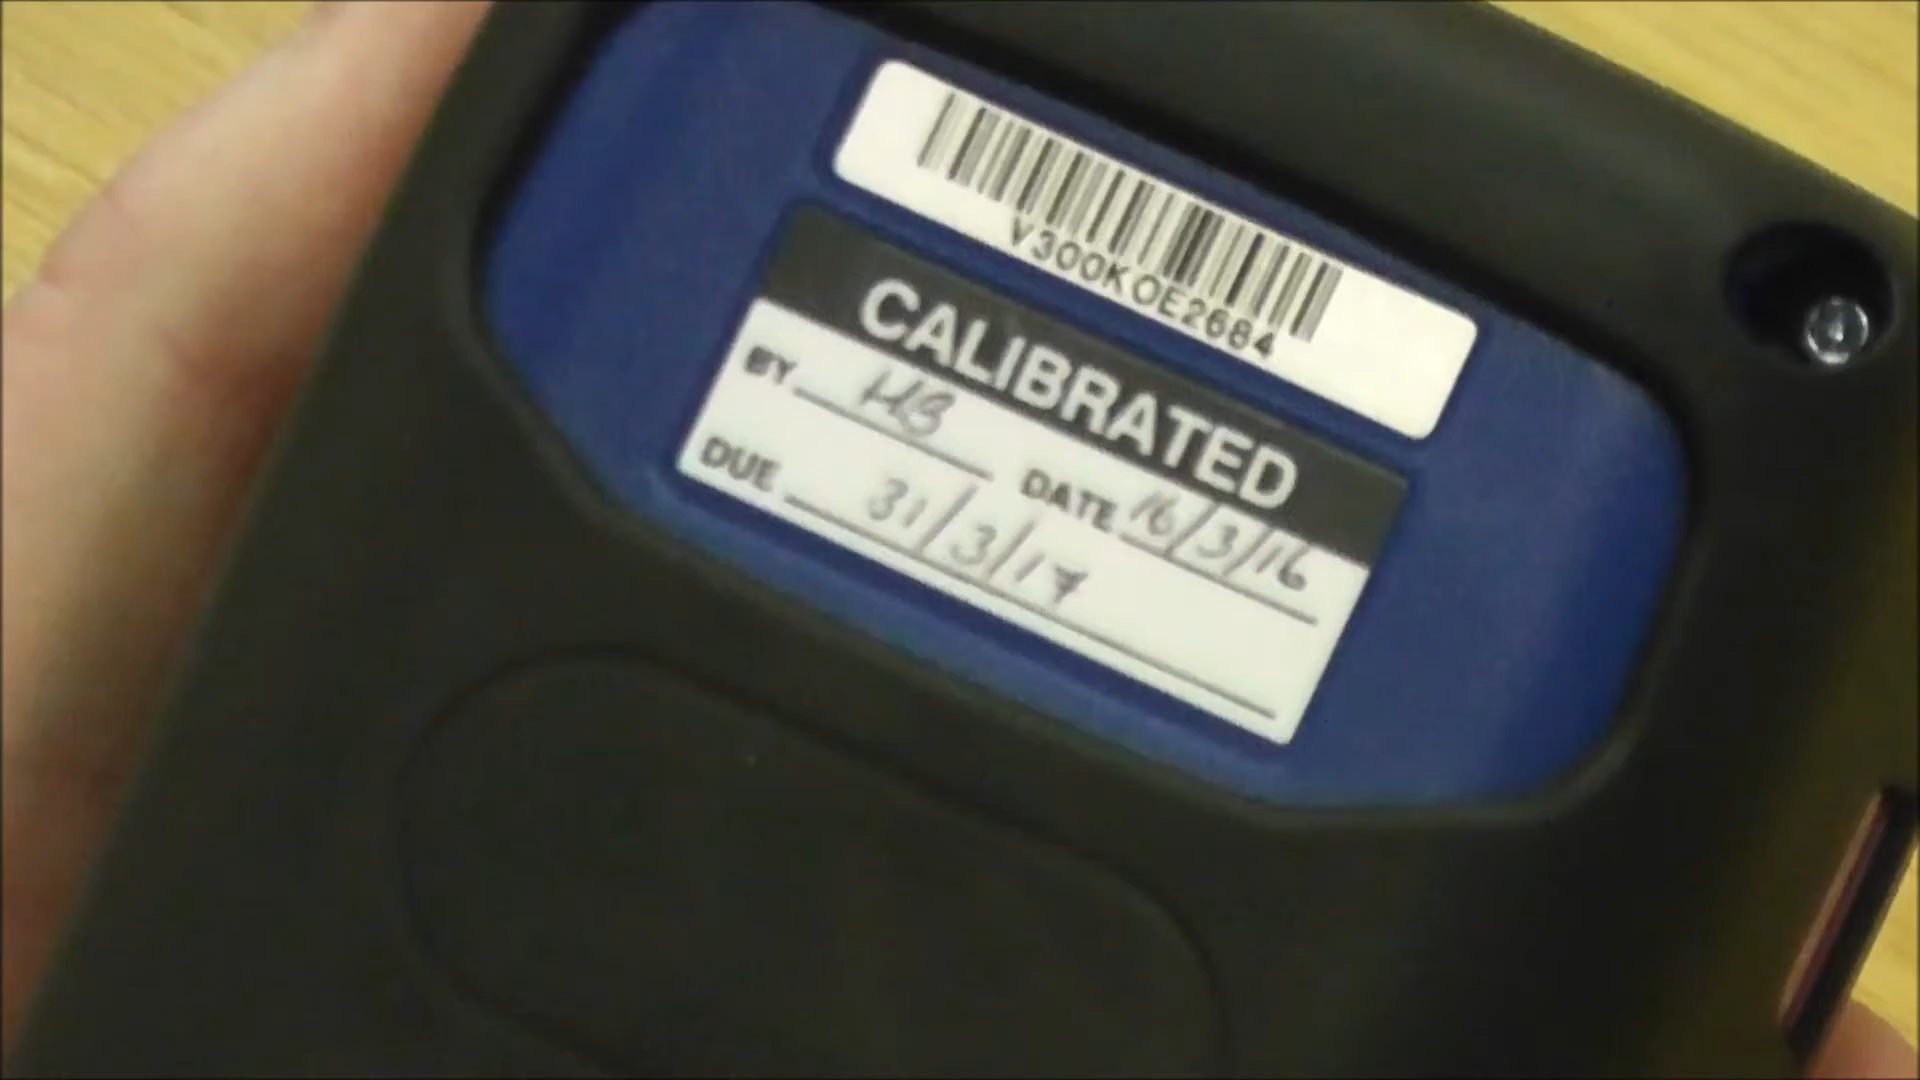 V300KOE2684
CALIBRATED
BY HB DATE 16/3/16
DUE 31/3/17